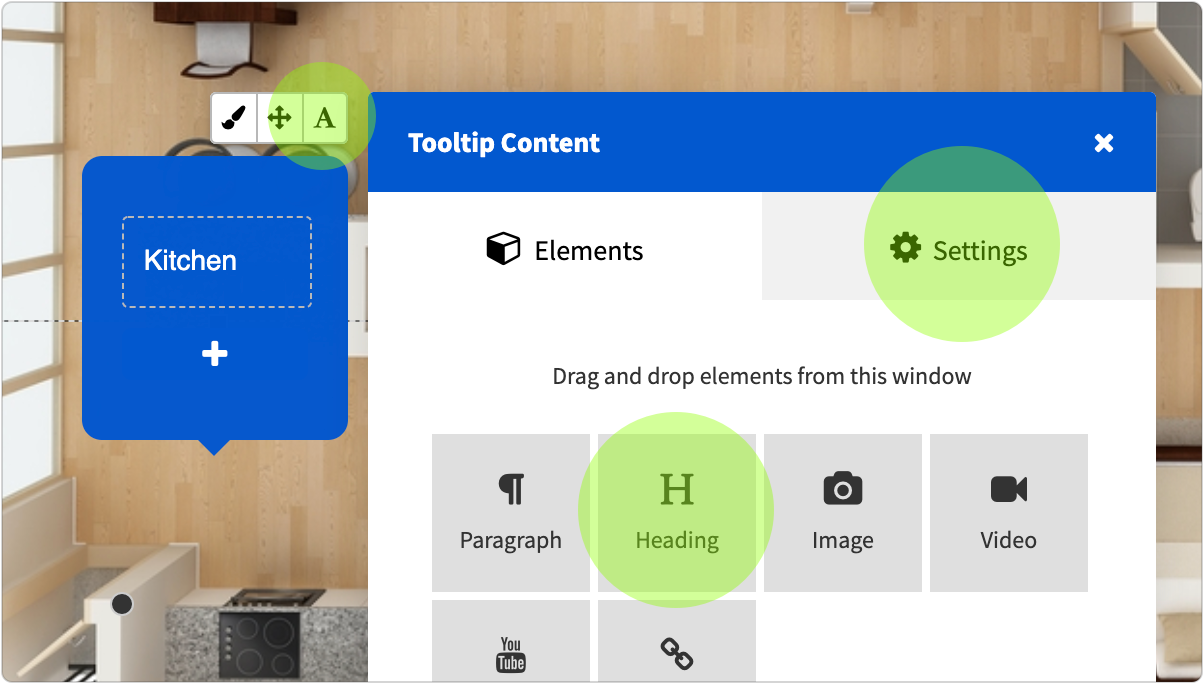 A
Tooltip Content
Elements
Settings
Kitchen
Drag and drop elements from this window
H
Paragraph
Heading
Image
Video
You
Tube